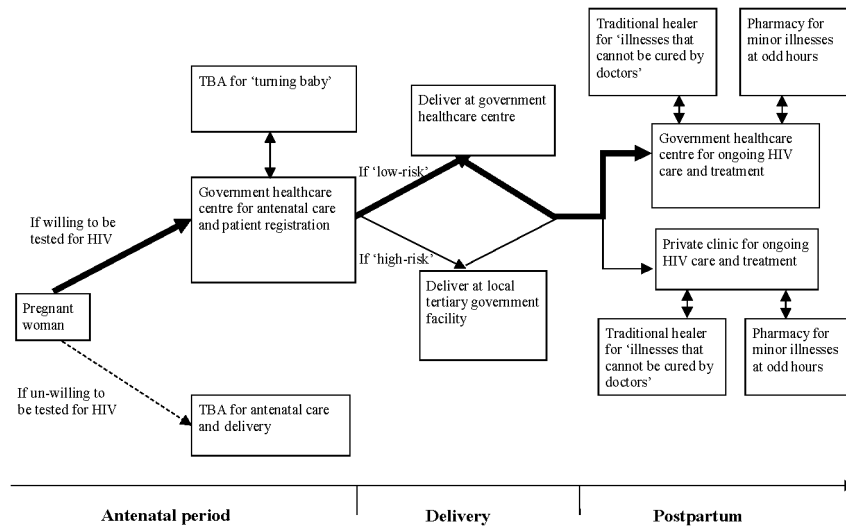 Traditional healer
for ‘illnesses that
cannot be cured by
doctors’
Pharmacy for
minor illnesses
at odd hours
TBA for ‘turning baby’
Deliver at government
healthcare centre
Government healthcare
centre for ongoing HIV
care and treatment
If ‘low-risk’
Government healthcare
centre for antenatal care
and patient registration
If willing to be
tested for HIV
If ‘high-risk’
Private clinic for ongoing
HIV care and treatment
Deliver at local
tertiary government
facility
Pregnant
woman
Traditional healer
for ‘illnesses that
cannot be cured by
doctors’
Pharmacy for
minor illnesses
at odd hours
If un-willing to
be tested for HIV
TBA for antenatal care
and delivery
Antenatal period
Delivery
Postpartum